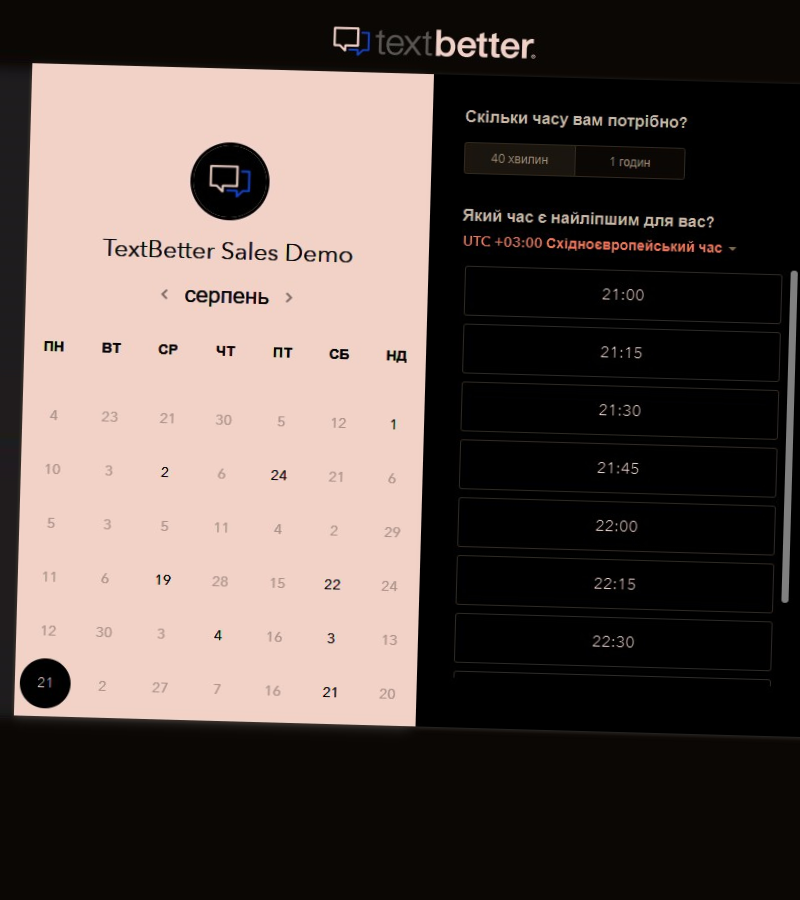 textbetter
TextBetter Sales Demo
серпень
ПН ВТ СР ЧТ ПТ СБ НД
4 23 21 30 5 12 1
10 3 2 6 24 21 6
5 3 5 11 4 2 29
11 6 19 28 15 22 24
12 30 3 4 16 3 13
21 2 27 7 16 21 20
Скільки часу вам потрібно?
40 хвилин 1 годин
Який час є найліпшим для вас?
UTC +03:00 Східноєвропейський час
21:00
21:15
21:30
21:45
22:00
22:15
22:30